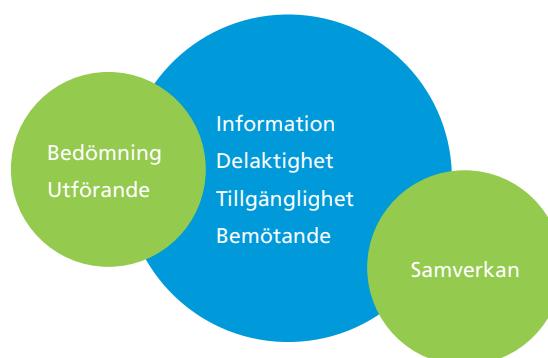 Bedömning
Utförande
Information
Delaktighet
Tillgänglighet
Bemötande
Samverkan